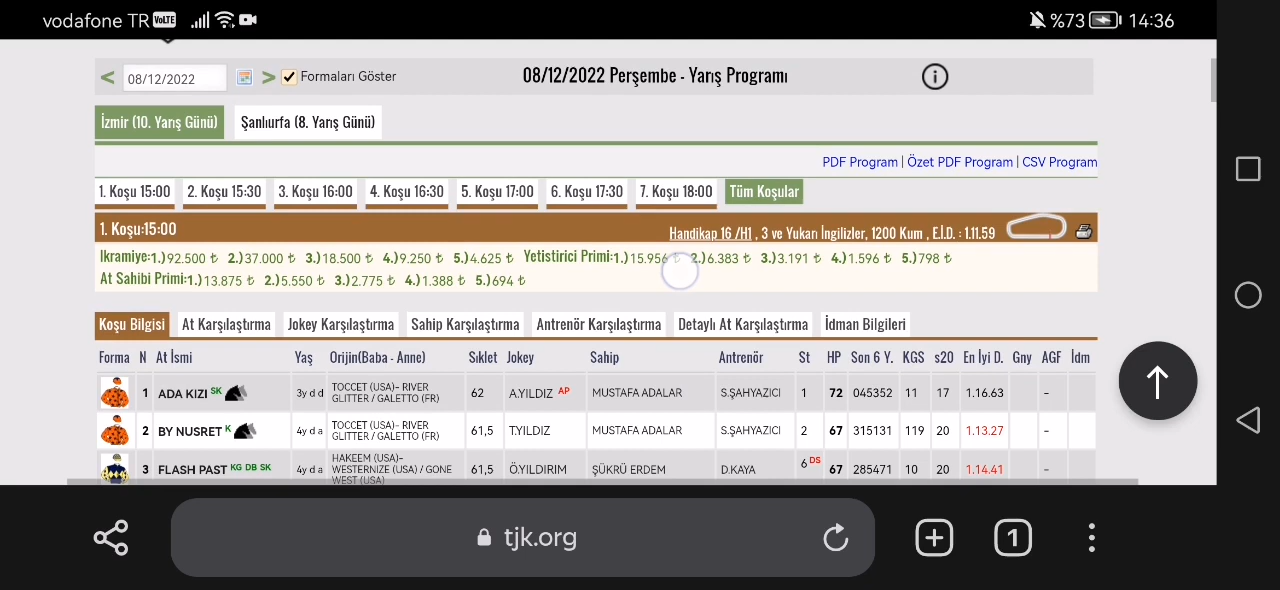 vodafone TR VoLTE %73 14:36
08/12/2022 Formaları Göster 08/12/2022 Perşembe - Yarış Programı
İzmir (10. Yarış Günü) Şanlıurfa (8. Yarış Günü)
PDF Program | Özet PDF Program | CSV Program
1. Koşu 15:00 2. Koşu 15:30 3. Koşu 16:00 4. Koşu 16:30 5. Koşu 17:00 6. Koşu 17:30 7. Koşu 18:00 Tüm Koşular
1. Koşu:15:00 Handikap 16 /H1 , 3 ve Yukarı İngilizler, 1200 Kum , E.İ.D. : 1.11.59
Ikramiye:1.)92.500 ₺ 2.)37.000 ₺ 3.)18.500 ₺ 4.)9.250 ₺ 5.)4.625 ₺ Yetistirici Primi:1.)15.956 ₺ 2.)6.383 ₺ 3.)3.191 ₺ 4.)1.596 ₺ 5.)798 ₺
At Sahibi Primi:1.)13.875 ₺ 2.)5.550 ₺ 3.)2.775 ₺ 4.)1.388 ₺ 5.)694 ₺
Koşu Bilgisi At Karşılaştırma Jokey Karşılaştırma Sahip Karşılaştırma Antrenör Karşılaştırma Detaylı At Karşılaştırma İdman Bilgileri
Forma N At İsmi Yaş Orijin(Baba - Anne) Sıklet Jokey Sahip Antrenör St HP Son 6 Y. KGS s20 En İyi D. Gny AGF İdm
1 ADA KIZI SK 3y d d TOCCET (USA)- RIVER GLITTER / GALETTO (FR) 62 A.YILDIZ AP MUSTAFA ADALAR S.ŞAHYAZICI 1 72 045352 11 17 1.16.63 -
2 BY NUSRET K 4y d a TOCCET (USA)- RIVER GLITTER / GALETTO (FR) 61,5 T.YILDIZ MUSTAFA ADALAR S.ŞAHYAZICI 2 67 315131 119 20 1.13.27 -
3 FLASH PAST KG DB SK 4y d a HAKEEM (USA)- WESTERNIZE (USA) / GONE WEST (USA) 61,5 Ö.YILDIRIM ŞÜKRÜ ERDEM D.KAYA 6 DS 67 285471 10 20 1.14.41 -
tjk.org 1